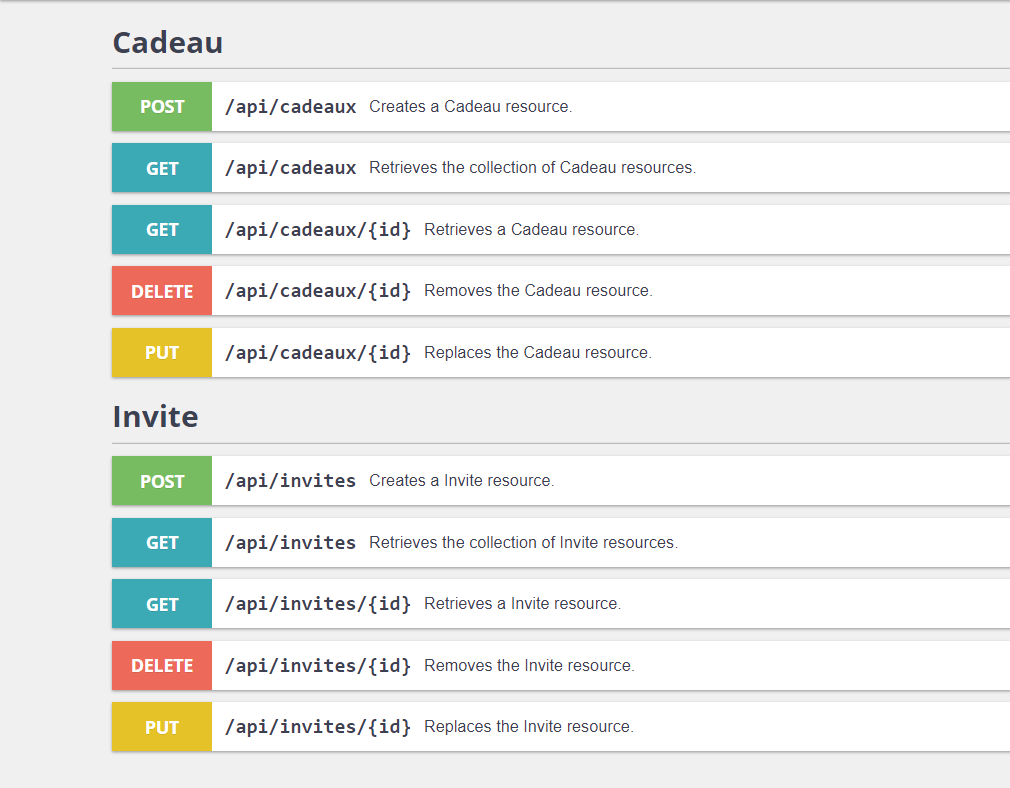 Cadeau
POST /api/cadeaux Creates a Cadeau resource.
GET /api/cadeaux Retrieves the collection of Cadeau resources.
GET /api/cadeaux/{id} Retrieves a Cadeau resource.
DELETE /api/cadeaux/{id} Removes the Cadeau resource.
PUT /api/cadeaux/{id} Replaces the Cadeau resource.
Invite
POST /api/invites Creates a Invite resource.
GET /api/invites Retrieves the collection of Invite resources.
GET /api/invites/{id} Retrieves a Invite resource.
DELETE /api/invites/{id} Removes the Invite resource.
PUT /api/invites/{id} Replaces the Invite resource.